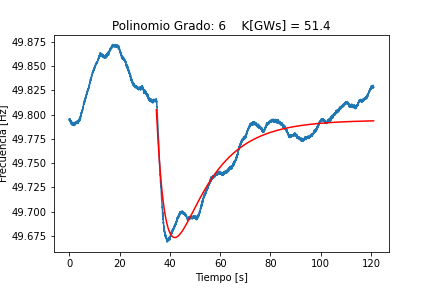 Polinomio Grado: 6 K[GWs] = 51.4
49.875
49.850
49.825
49.800
49.775
49.750
49.725
49.700
49.675
Frecuencia [Hz]
0 20 40 60 80 100 120
Tiempo [s]